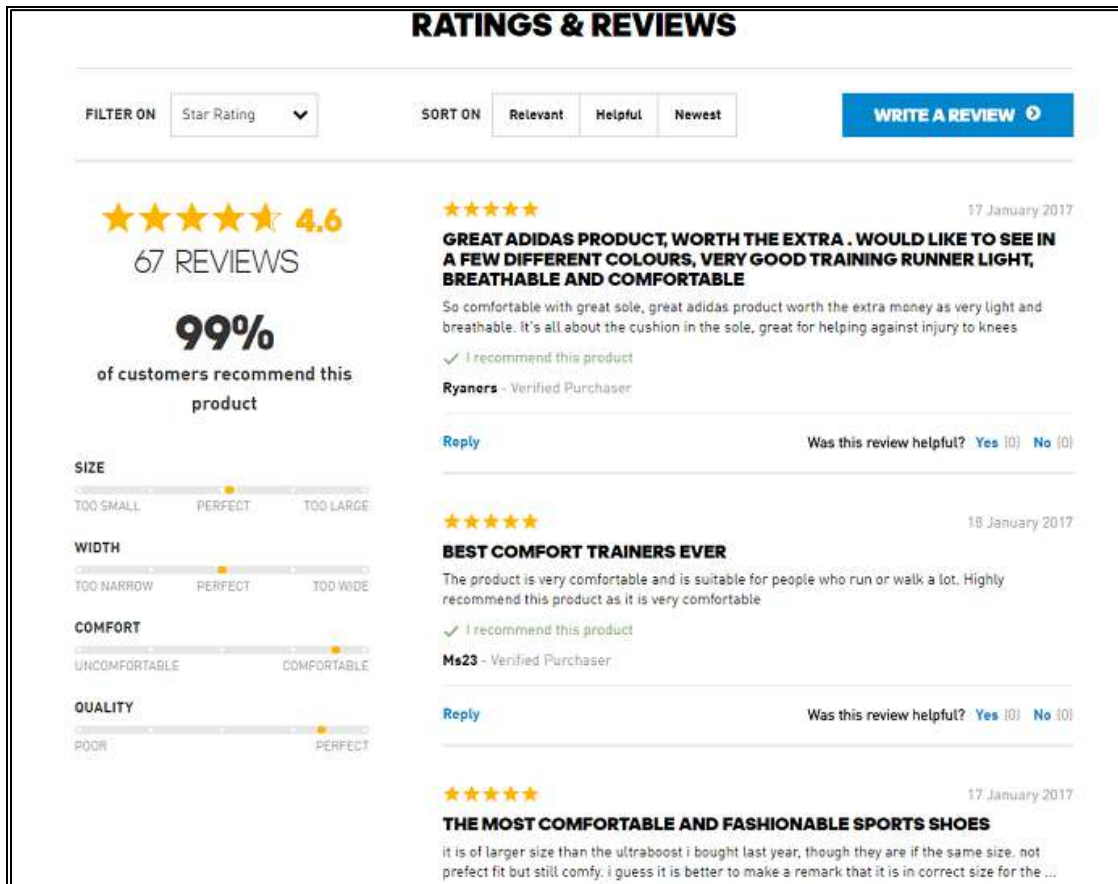 RATINGS & REVIEWS
FILTER ON
Star Rating
SORT ON
Relevant
Helpful
Newest
WRITE A REVIEW
4.6
67 REVIEWS
99%
of customers recommend this
product
SIZE
TOO SMALL PERFECT TOO LARGE
WIDTH
TOO NARROW PERFECT TOO WIDE
COMFORT
UNCOMFORTABLE COMFORTABLE
QUALITY
POOR PERFECT
17 January 2017
GREAT ADIDAS PRODUCT, WORTH THE EXTRA . WOULD LIKE TO SEE IN
A FEW DIFFERENT COLOURS, VERY GOOD TRAINING RUNNER LIGHT,
BREATHABLE AND COMFORTABLE
So comfortable with great sole, great adidas product worth the extra money as very light and
breathable. It's all about the cushion in the sole, great for helping against injury to knees
I recommend this product
Ryaners - Verified Purchaser
Reply
Was this review helpful? Yes (0) No (0)
18 January 2017
BEST COMFORT TRAINERS EVER
The product is very comfortable and is suitable for people who run or walk a lot. Highly
recommend this product as it is very comfortable
I recommend this product
Ms23 - Verified Purchaser
Reply
Was this review helpful? Yes (0) No (0)
17 January 2017
THE MOST COMFORTABLE AND FASHIONABLE SPORTS SHOES
it is of larger size than the ultraboost i bought last year, though they are if the same size. not
prefect fit but still comfy. i guess it is better to make a remark that it is in correct size for the ...